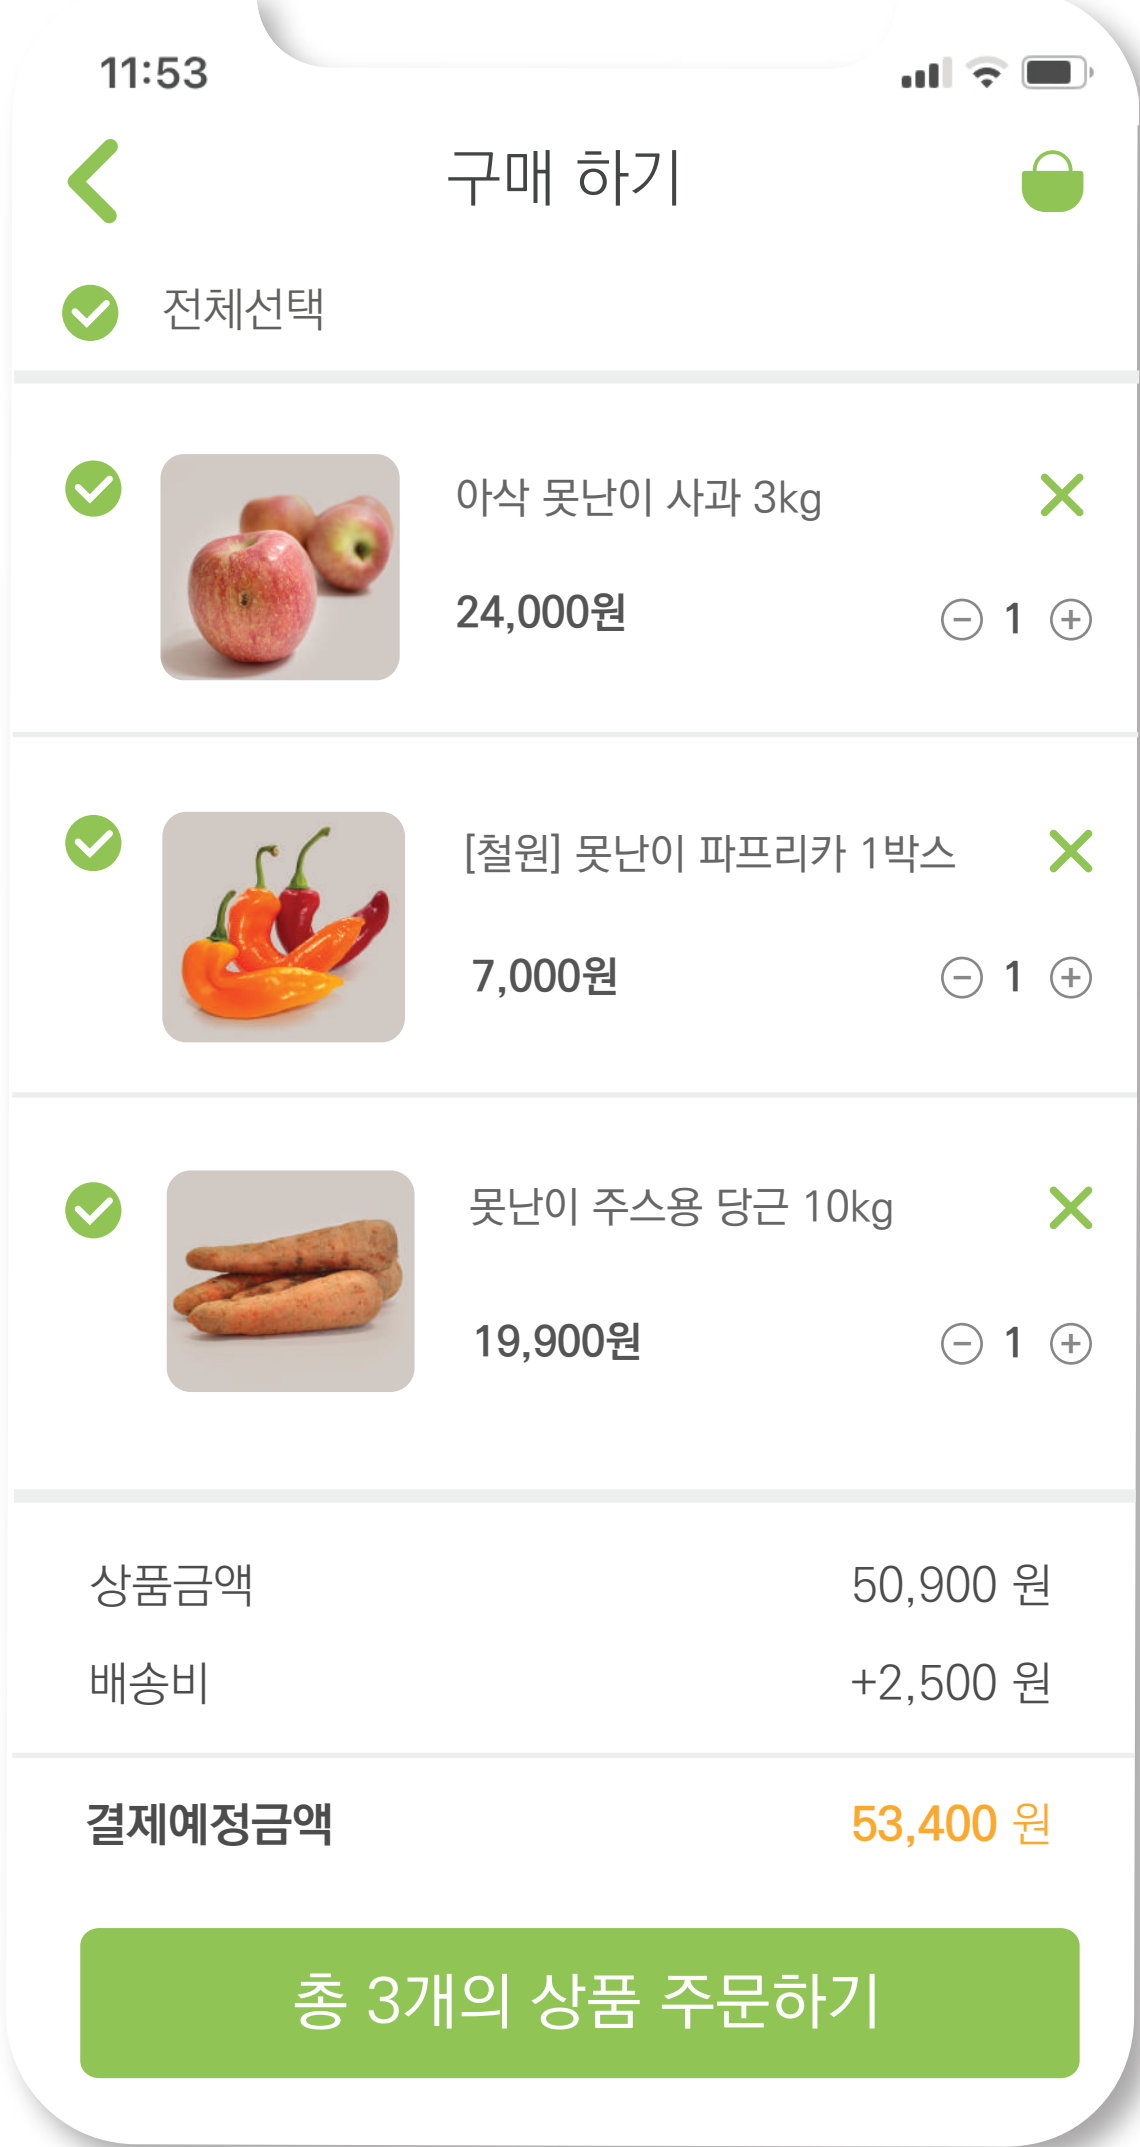 11:53
구매 하기
전체선택
아삭 못난이 사과 3kg
24,000원
1
[철원] 못난이 파프리카 1박스
7,000원
1
못난이 주스용 당근 10kg
19,900원
1
상품금액 50,900 원
배송비 +2,500 원
결제예정금액 53,400 원
총 3개의 상품 주문하기